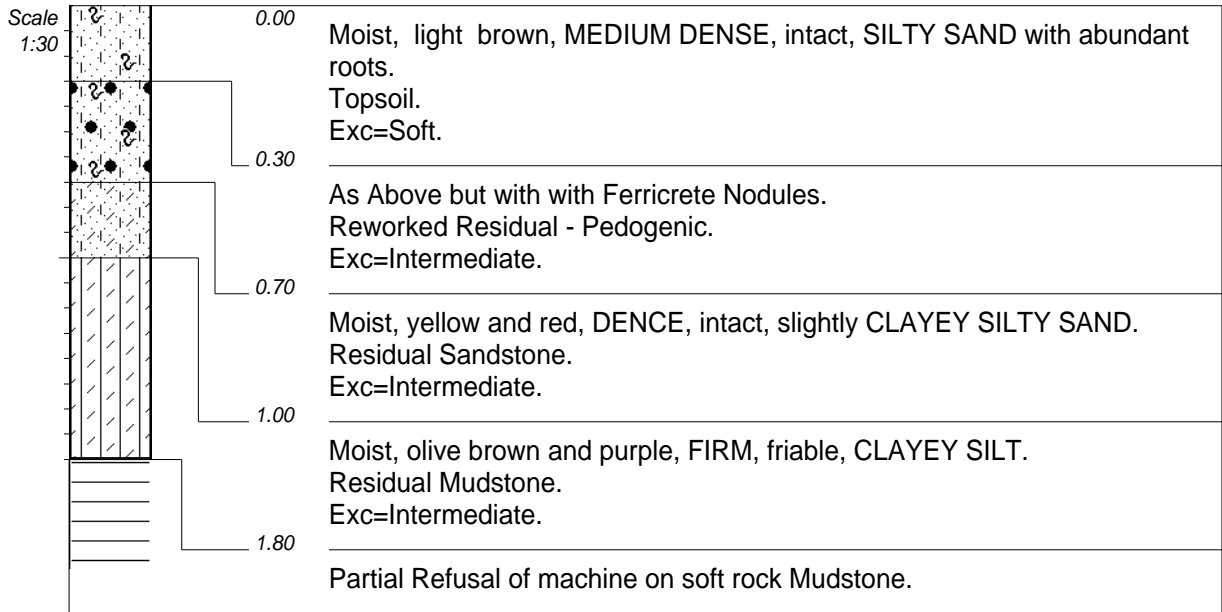 Scale
1:30
0.00
Moist, light brown, MEDIUM DENSE, intact, SILTY SAND with abundant
roots.
Topsoil.
Exc=Soft.
0.30
As Above but with with Ferricrete Nodules.
Reworked Residual - Pedogenic.
Exc=Intermediate.
0.70
Moist, yellow and red, DENCE, intact, slightly CLAYEY SILTY SAND.
Residual Sandstone.
Exc=Intermediate.
1.00
Moist, olive brown and purple, FIRM, friable, CLAYEY SILT.
Residual Mudstone.
Exc=Intermediate.
1.80
Partial Refusal of machine on soft rock Mudstone.